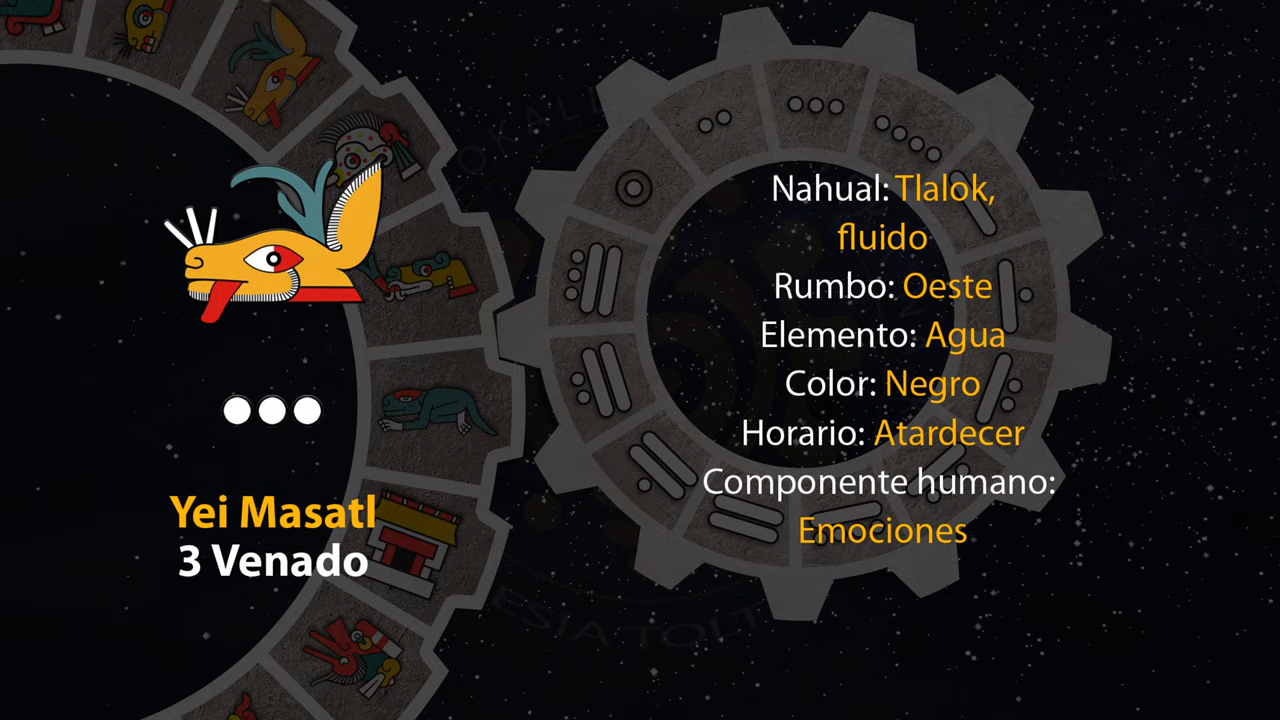 Yei Masatl
3 Venado
Nahual: Tlalok,
fluido
Rumbo: Oeste
Elemento: Agua
Color: Negro
Horario: Atardecer
Componente humano:
Emociones